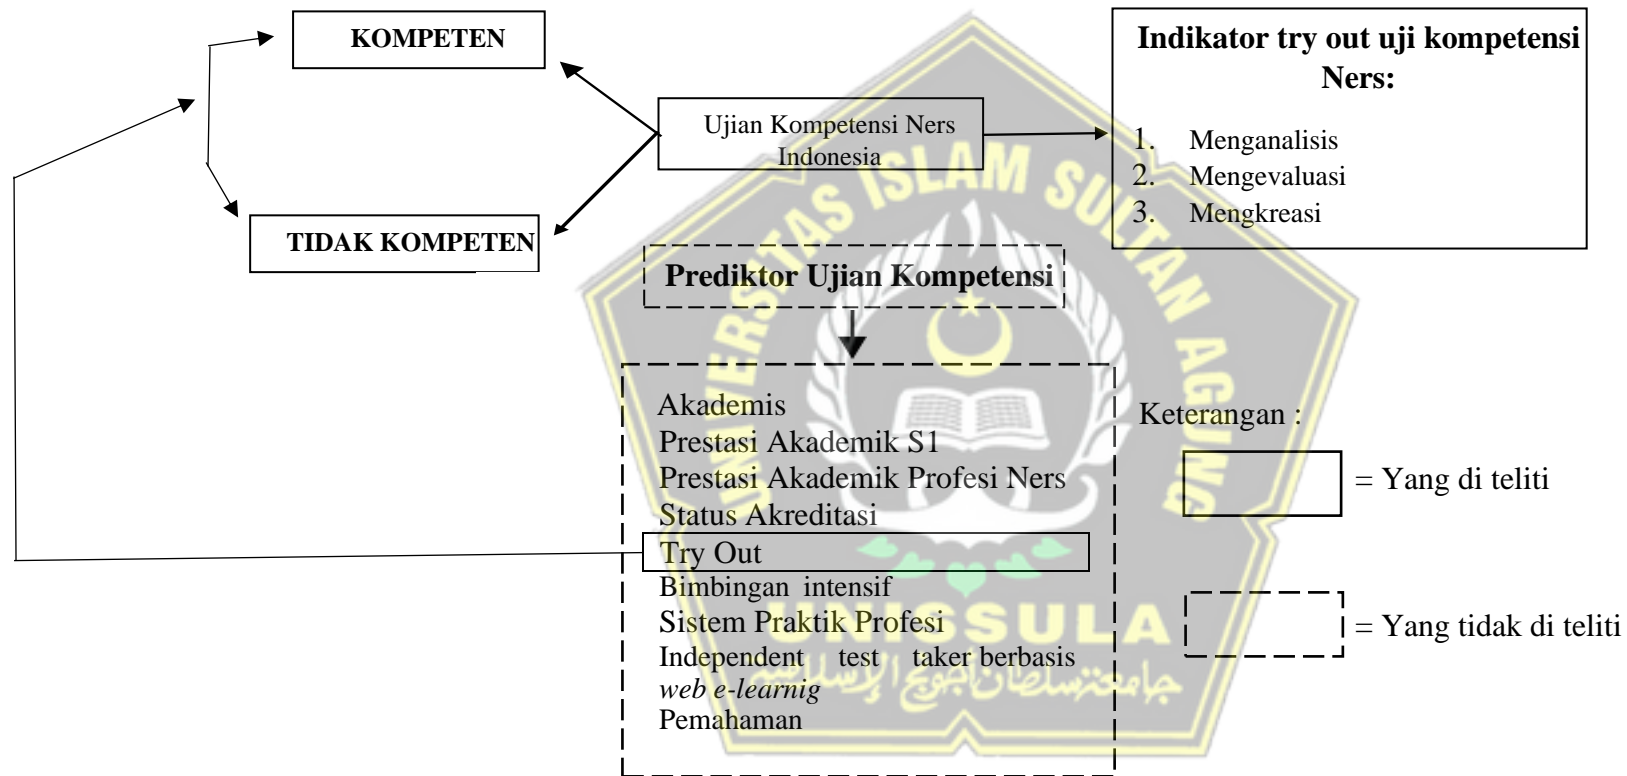 KOMPETEN
Indikator try out uji kompetensi
Ners:
Ujian Kompetensi Ners
Indonesia
1. Menganalisis
2. Mengevaluasi
3. Mengkreasi
TIDAK KOMPETEN
Prediktor Ujian Kompetensi
Akademis
Prestasi Akademik S1
Prestasi Akademik Profesi Ners
Status Akreditasi
Try Out
Bimbingan intensif
Sistem Praktik Profesi
Independent test taker berbasis
web e-learnig
Pemahaman
Keterangan :
= Yang di teliti
= Yang tidak di teliti
UNIVERSITAS ISLAM SULTAN AGUNG
UNISSULA